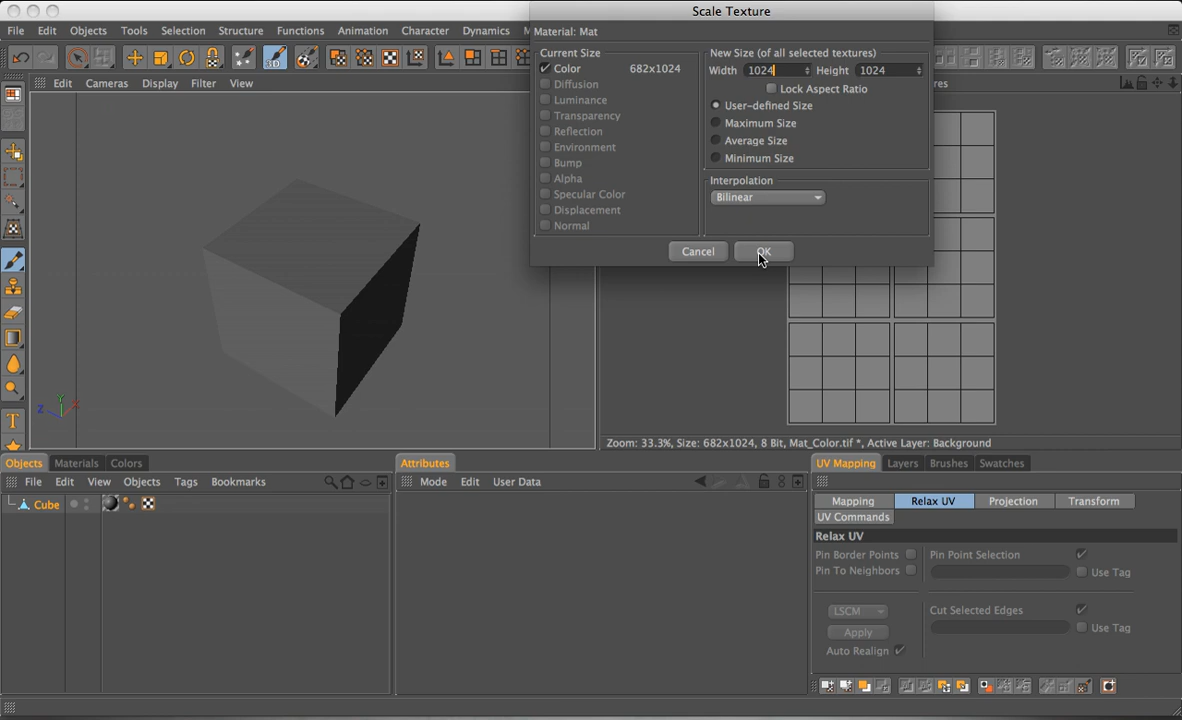 Scale Texture
File Edit Objects Tools Selection Structure Functions Animation Character Dynamics
Material: Mat
Current Size
Color 682x1024
Diffusion
Luminance
Transparency
Reflection
Environment
Bump
Alpha
Specular Color
Displacement
Normal
New Size (of all selected textures)
Width 1024 Height 1024
Lock Aspect Ratio
User-defined Size
Maximum Size
Average Size
Minimum Size
Interpolation
Bilinear
Cancel OK
Edit Cameras Display Filter View
3D
Y
Z X
T
Zoom: 33.3%, Size: 682x1024, 8 Bit, Mat_Color.tif *, Active Layer: Background
Objects Materials Colors
File Edit View Objects Tags Bookmarks
Cube
Attributes
Mode Edit User Data
UV Mapping Layers Brushes Swatches
Mapping Relax UV Projection Transform
UV Commands
Relax UV
Pin Border Points Pin Point Selection
Pin To Neighbors Use Tag
LSCM Cut Selected Edges
Apply Use Tag
Auto Realign